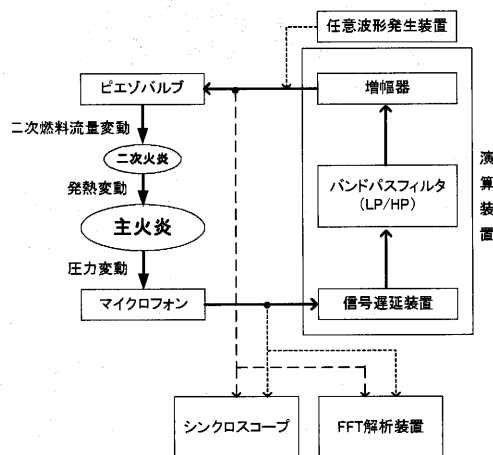 任意波形発生装置
ピエゾバルブ
増幅器
二次燃料流量変動
二次火炎
発熱変動
バンドパスフィルタ
(LP/HP)
演算装置
主火炎
圧力変動
マイクロフォン
信号遅延装置
シンクロスコープ
FFT解析装置